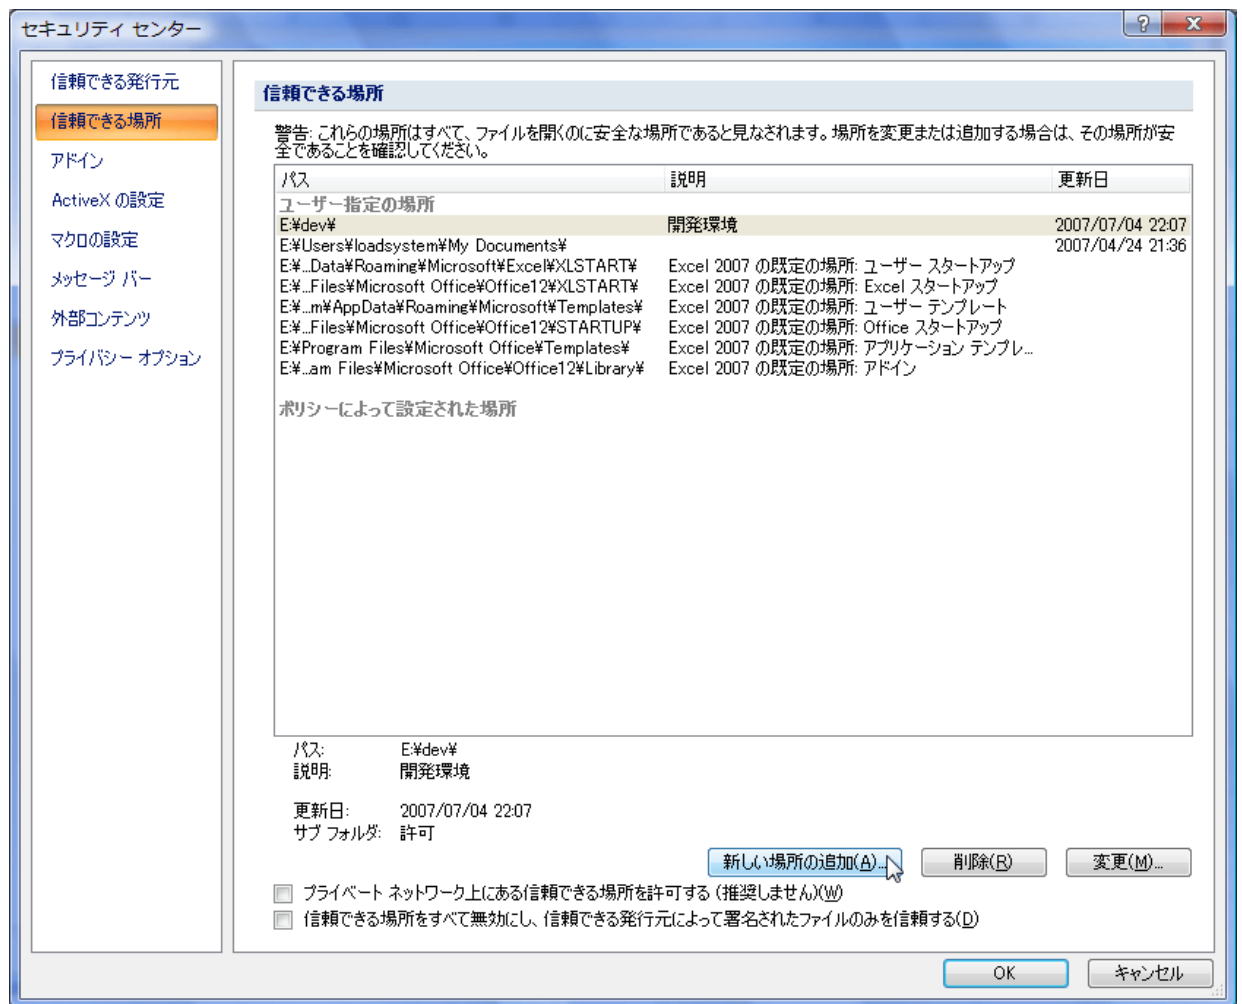 セキュリティ センター
?
X
信頼できる発行元
信頼できる場所
アドイン
ActiveX の設定
マクロの設定
メッセージ バー
外部コンテンツ
プライバシー オプション
信頼できる場所
警告: これらの場所はすべて、ファイルを開くのに安全な場所であると見なされます。場所を変更または追加する場合は、その場所が安
全であることを確認してください。
パス 説明 更新日
ユーザー指定の場所
E:¥dev¥ 開発環境 2007/07/04 22:07
E:¥Users¥loadsystem¥My Documents¥ 2007/04/24 21:36
E:¥...Data¥Roaming¥Microsoft¥Excel¥XLSTART¥ Excel 2007 の既定の場所: ユーザー スタートアップ
E:¥...Files¥Microsoft Office¥Office12¥XLSTART¥ Excel 2007 の既定の場所: Excel スタートアップ
E:¥...m¥AppData¥Roaming¥Microsoft¥Templates¥ Excel 2007 の既定の場所: ユーザー テンプレート
E:¥...Files¥Microsoft Office¥Office12¥STARTUP¥ Excel 2007 の既定の場所: Office スタートアップ
E:¥Program Files¥Microsoft Office¥Templates¥ Excel 2007 の既定の場所: アプリケーション テンプレ...
E:¥...am Files¥Microsoft Office¥Office12¥Library¥ Excel 2007 の既定の場所: アドイン
ポリシーによって設定された場所
パス: E:¥dev¥
説明: 開発環境
更新日: 2007/07/04 22:07
サブ フォルダ: 許可
新しい場所の追加(A)... 削除(R) 変更(M)...
プライベート ネットワーク上にある信頼できる場所を許可する (推奨しません)(W)
信頼できる場所をすべて無効にし、信頼できる発行元によって署名されたファイルのみを信頼する(D)
OK キャンセル